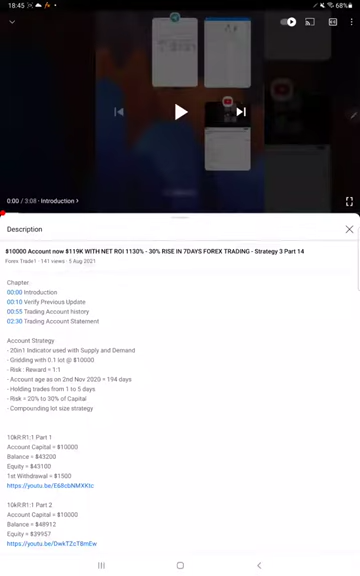 18:45
68%
0:00 / 3:08 · Introduction >
Description
$10000 Account now $119K WITH NET ROI 1130% - 30% RISE IN 7DAYS FOREX TRADING - Strategy 3 Part 14
Forex Trade1 · 141 views · 5 Aug 2021
Chapter
00:00 Introduction
00:10 Verify Previous Update
00:55 Trading Account history
02:30 Trading Account Statement
Account Strategy
- 20in1 Indicator used with Supply and Demand
- Gridding with 0.1 lot @ $10000
- Risk : Reward = 1:1
- Account age as on 2nd Nov 2020 = 194 days
- Holding trades from 1 to 5 days
- Risk = 20% to 30% of Capital
- Compounding lot size strategy
10kR:R1;1 Part 1
Account Capital = $10000
Balance = $43200
Equity = $43100
1st Withdrawal = $1500
https://youtu.be/E68cbNMXKtc
10kR:R1;1 Part 2
Account Capital = $10000
Balance = $48912
Equity = $39957
https://youtu.be/DwkTZcT8mEw